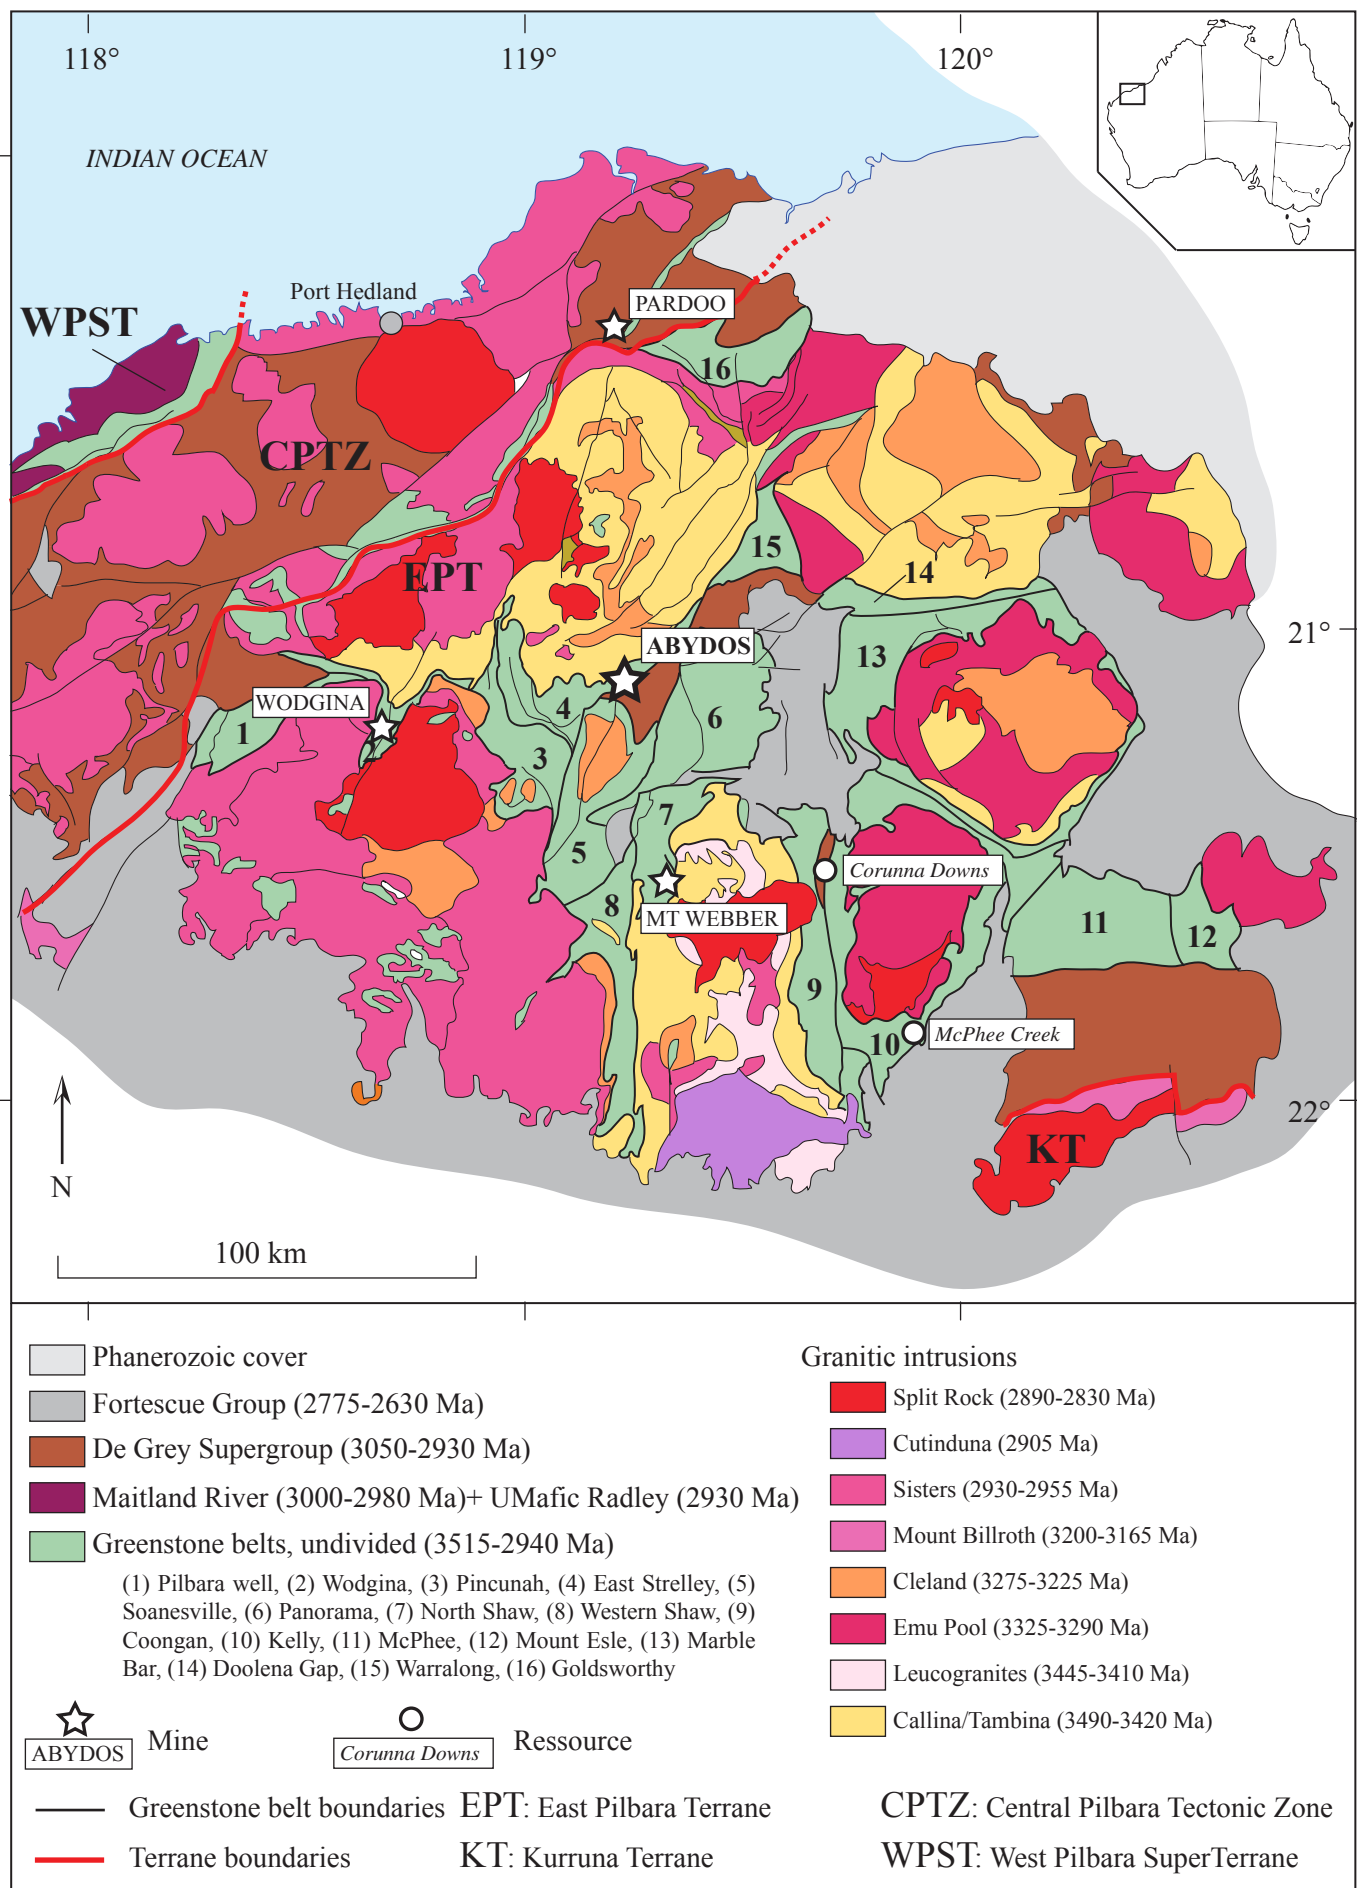 118°
119°
120°
INDIAN OCEAN
Port Hedland
PARDOO
WPST
16
CPTZ
15
EPT
14
21°
ABYDOS
13
WODGINA
4
6
1
2
3
7
5
Corunna Downs
8
MT WEBBER
11
12
9
10
McPhee Creek
22°
KT
N
100 km
Phanerozoic cover
Fortescue Group (2775-2630 Ma)
De Grey Supergroup (3050-2930 Ma)
Maitland River (3000-2980 Ma)+ UMafic Radley (2930 Ma)
Greenstone belts, undivided (3515-2940 Ma)
(1) Pilbara well, (2) Wodgina, (3) Pincunah, (4) East Strelley, (5)
Soanesville, (6) Panorama, (7) North Shaw, (8) Western Shaw, (9)
Coongan, (10) Kelly, (11) McPhee, (12) Mount Esle, (13) Marble
Bar, (14) Doolena Gap, (15) Warralong, (16) Goldsworthy
Granitic intrusions
Split Rock (2890-2830 Ma)
Cutinduna (2905 Ma)
Sisters (2930-2955 Ma)
Mount Billroth (3200-3165 Ma)
Cleland (3275-3225 Ma)
Emu Pool (3325-3290 Ma)
Leucogranites (3445-3410 Ma)
Callina/Tambina (3490-3420 Ma)
ABYDOS Mine
Corunna Downs Ressource
Greenstone belt boundaries
Terrane boundaries
EPT: East Pilbara Terrane
KT: Kurruna Terrane
CPTZ: Central Pilbara Tectonic Zone
WPST: West Pilbara SuperTerrane